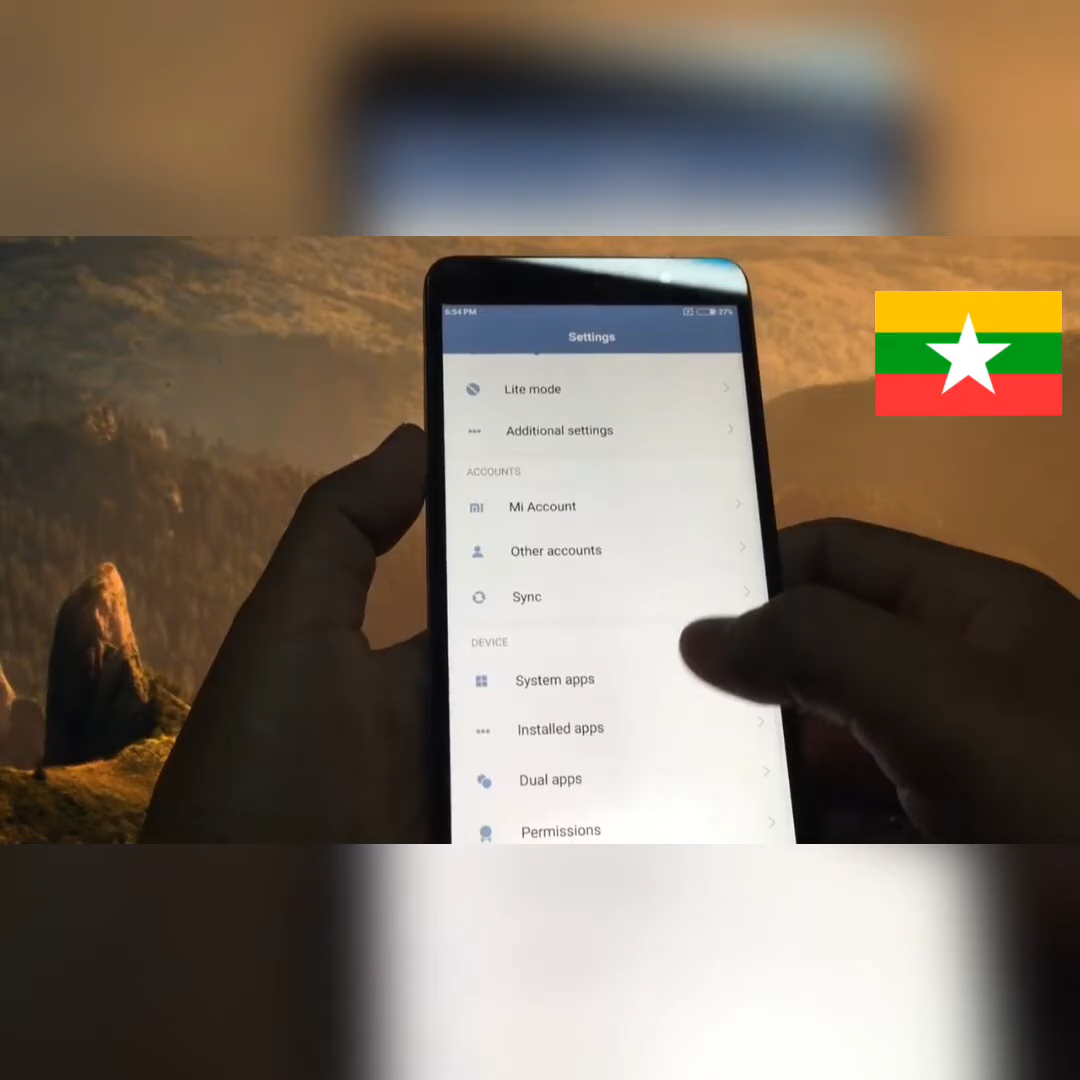 6:54 PM
37%
Settings
Lite mode
Additional settings
ACCOUNTS
Mi Account
Other accounts
Sync
DEVICE
System apps
Installed apps
Dual apps
Permissions